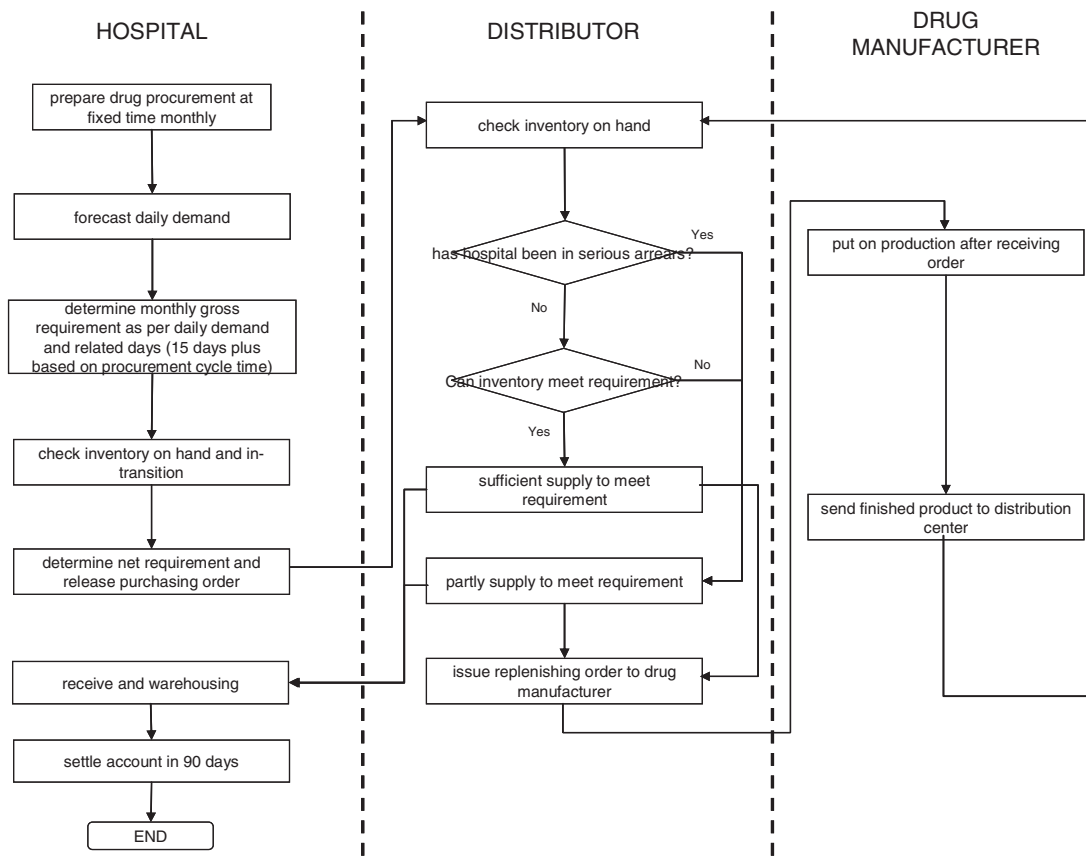 HOSPITAL
prepare drug procurement at
fixed time monthly
forecast daily demand
determine monthly gross
requirement as per daily demand
and related days (15 days plus
based on procurement cycle time)
check inventory on hand and in-
transition
determine net requirement and
release purchasing order
receive and warehousing
settle account in 90 days
END
DISTRIBUTOR
check inventory on hand
has hospital been in serious arrears?
Yes
No
Can inventory meet requirement?
No
Yes
sufficient supply to meet
requirement
partly supply to meet requirement
issue replenishing order to drug
manufacturer
DRUG
MANUFACTURER
put on production after receiving
order
send finished product to distribution
center